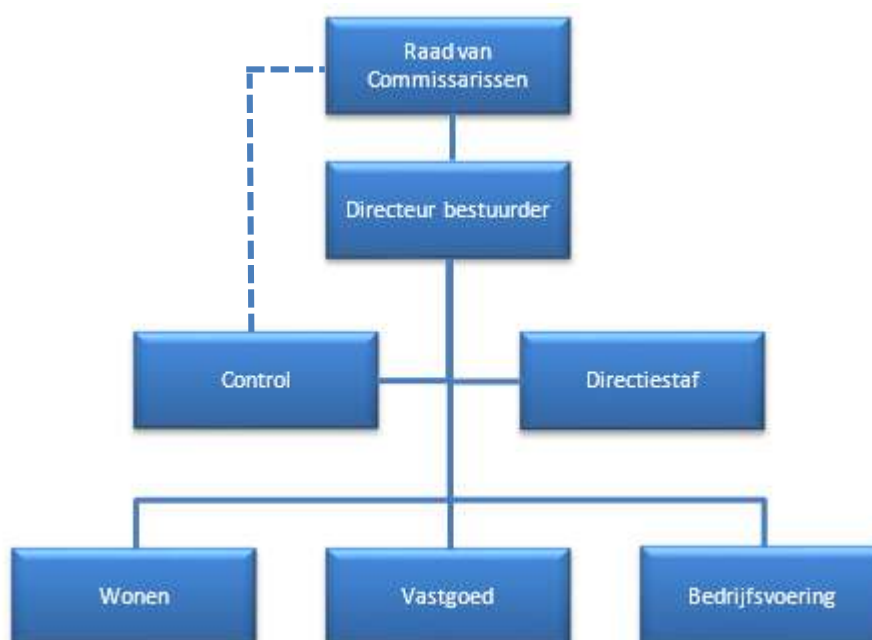 Raad van
Commissarissen
Directeur bestuurder
Control
Directiestaf
Wonen
Vastgoed
Bedrijfsvoering